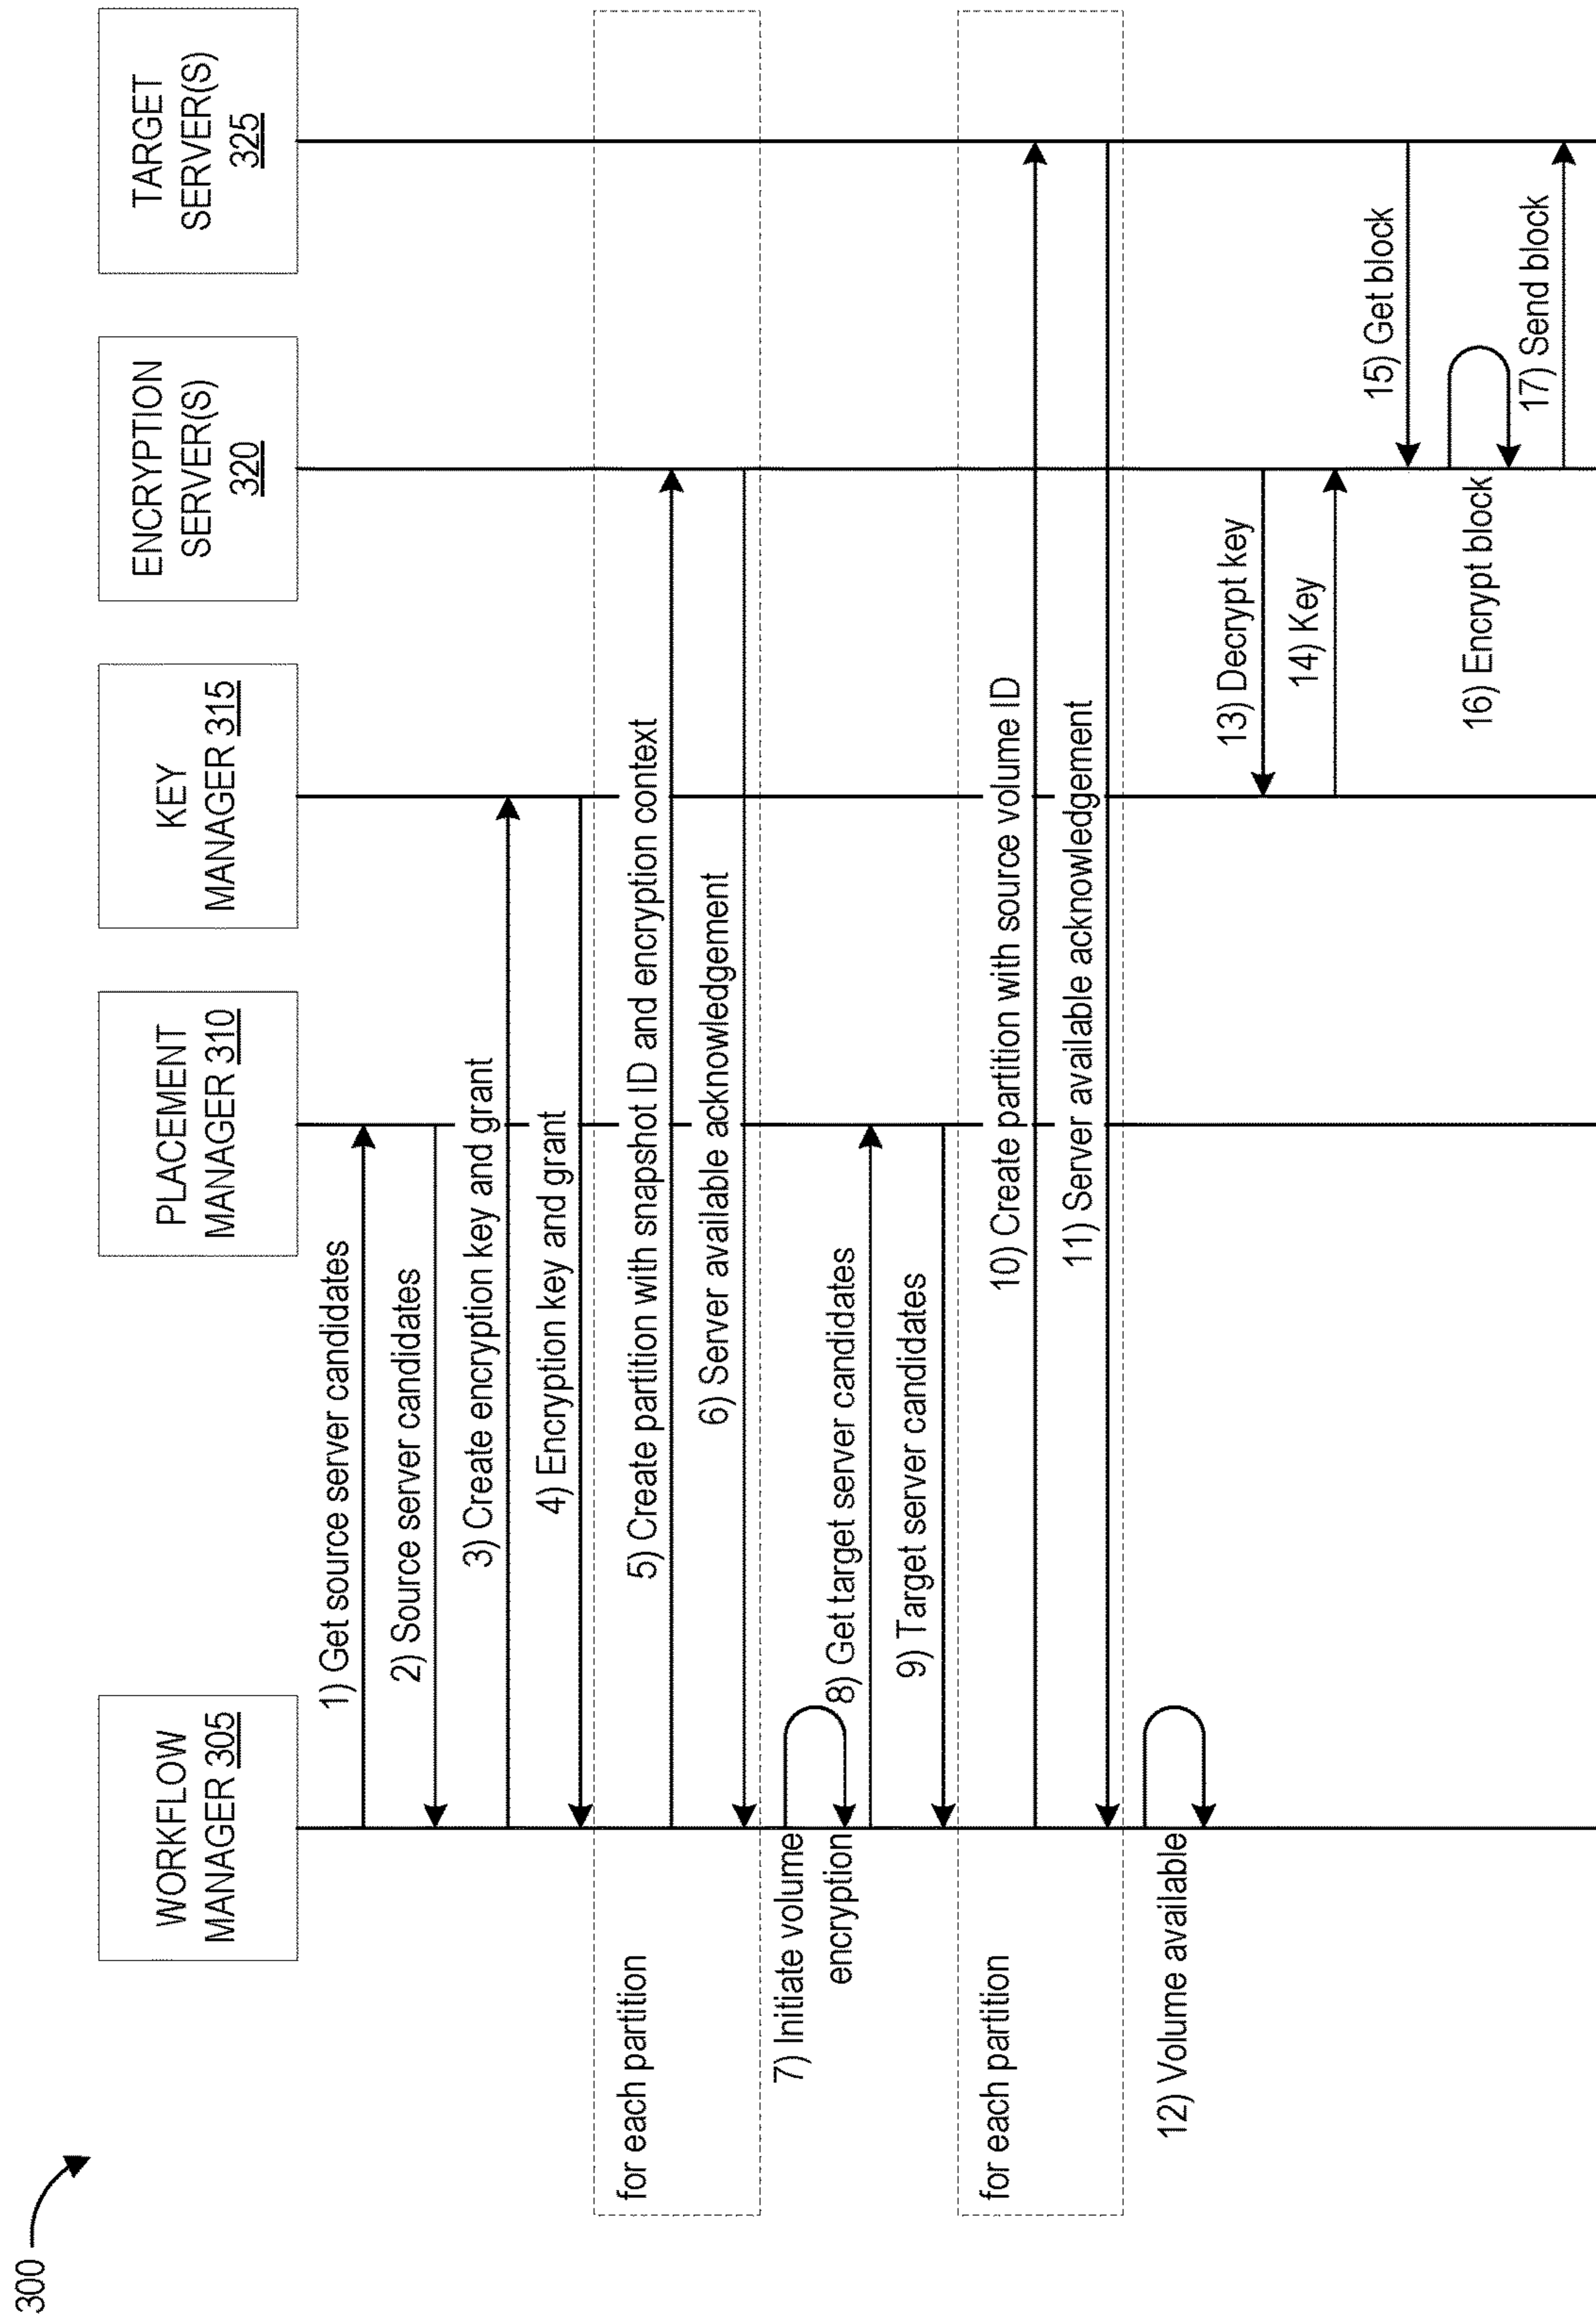 300
WORKFLOW
MANAGER 305
PLACEMENT
MANAGER 310
KEY
MANAGER 315
ENCRYPTION
SERVER(S)
320
TARGET
SERVER(S)
325
1) Get source server candidates
2) Source server candidates
3) Create encryption key and grant
4) Encryption key and grant
for each partition
5) Create partition with snapshot ID and encryption context
6) Server available acknowledgement
7) Initiate volume
encryption
8) Get target server candidates
9) Target server candidates
for each partition
10) Create partition with source volume ID
11) Server available acknowledgement
12) Volume available
13) Decrypt key
14) Key
15) Get block
16) Encrypt block
17) Send block